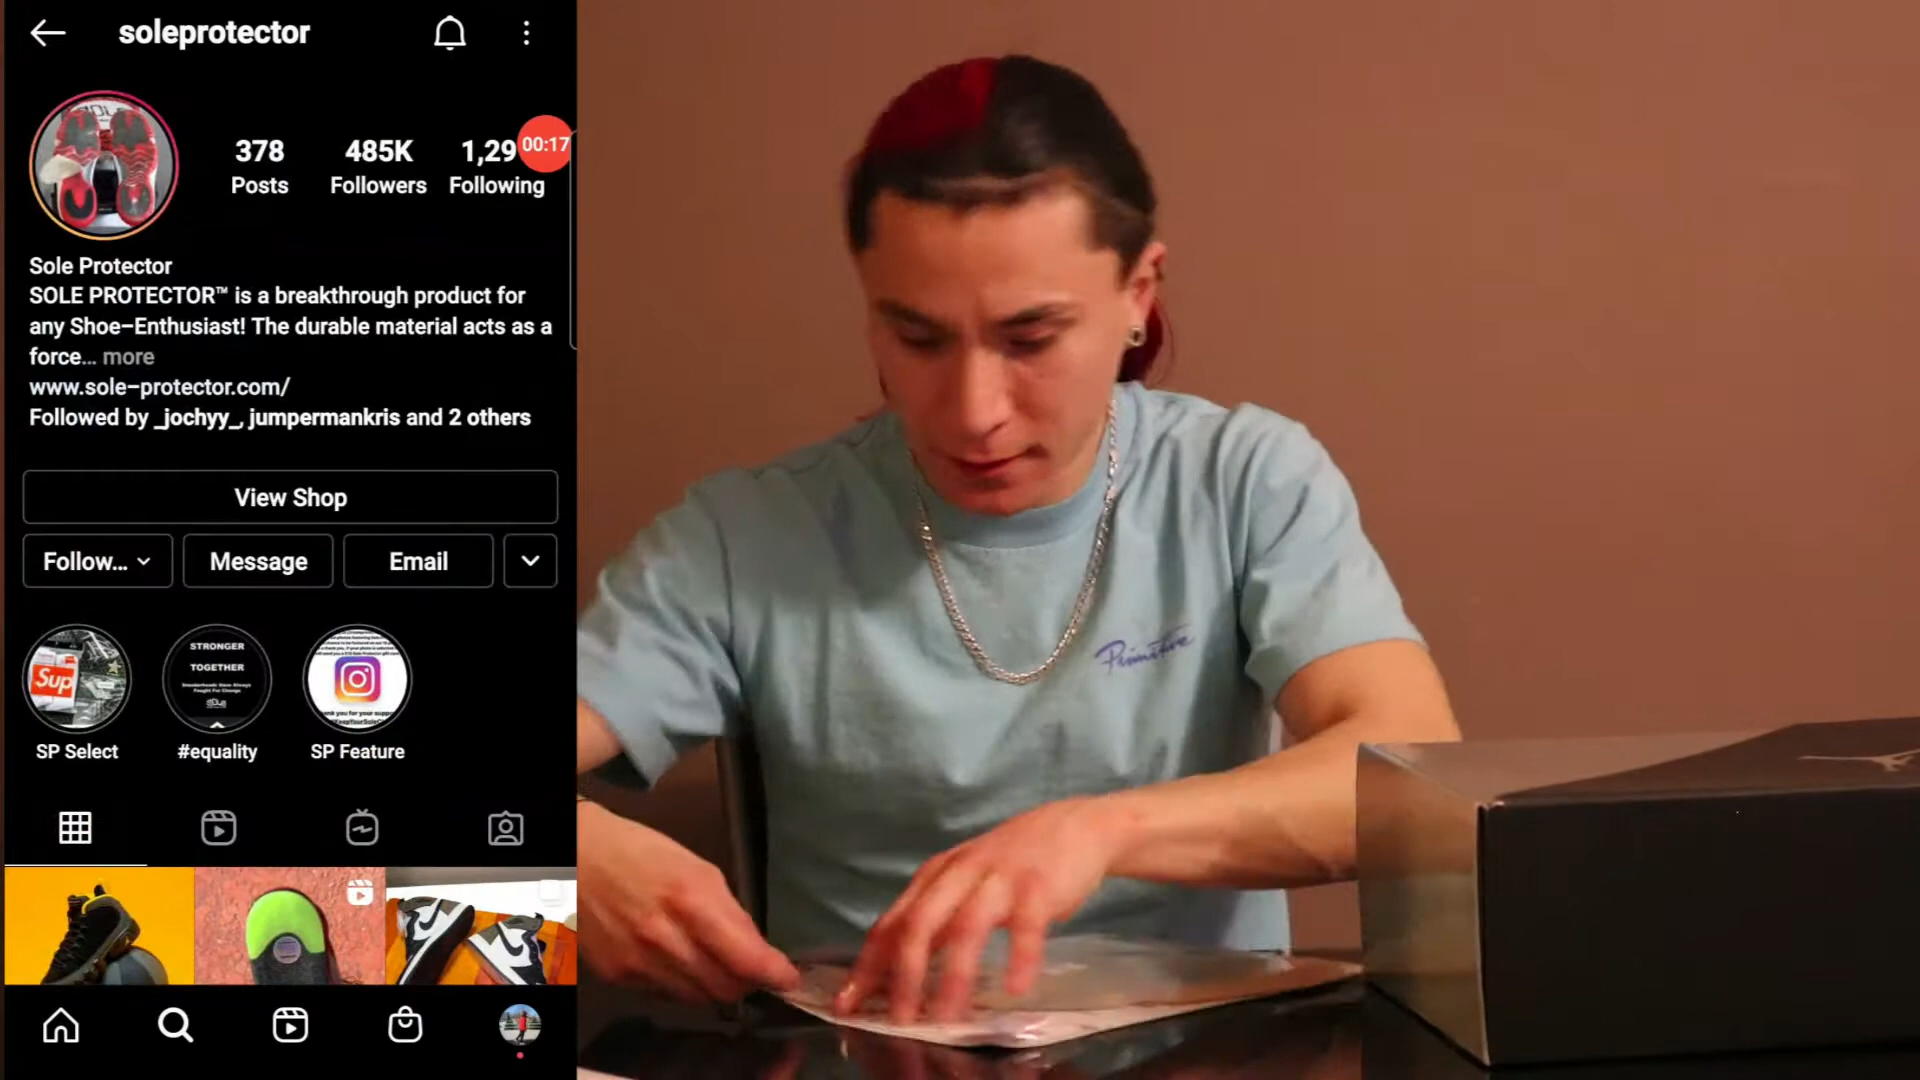 soleprotector
378
485K
1,29
00:17
Posts
Followers
Following
Sole Protector
SOLE PROTECTOR™ is a breakthrough product for
any Shoe-Enthusiast! The durable material acts as a
force... more
www.sole-protector.com/
Followed by _jochyy_, jumpermankris and 2 others
View Shop
Follow...
Message
Email
Sup
STRONGER
TOGETHER
SP Select
#equality
SP Feature
Primitive